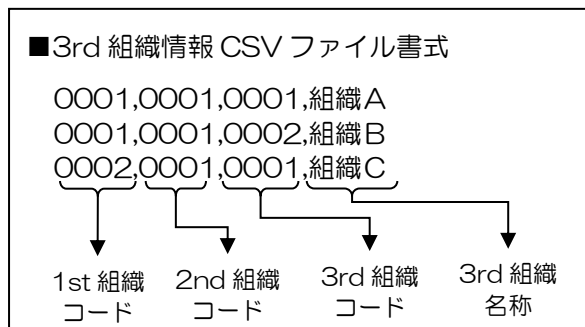 ■3rd 組織情報 CSV ファイル書式
0001,0001,0001,組織A
0001,0001,0002,組織B
0002,0001,0001,組織C
1st 組織
コード
2nd 組織
コード
3rd 組織
コード
3rd 組織
名称